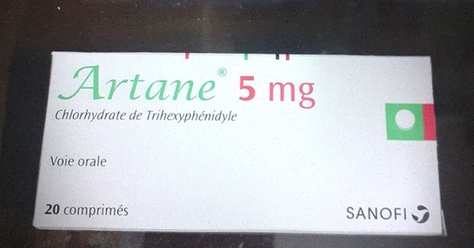 Artane® 5 mg
Chlorhydrate de Trihexyphénidyle
Voie orale
20 comprimés
SANOFI